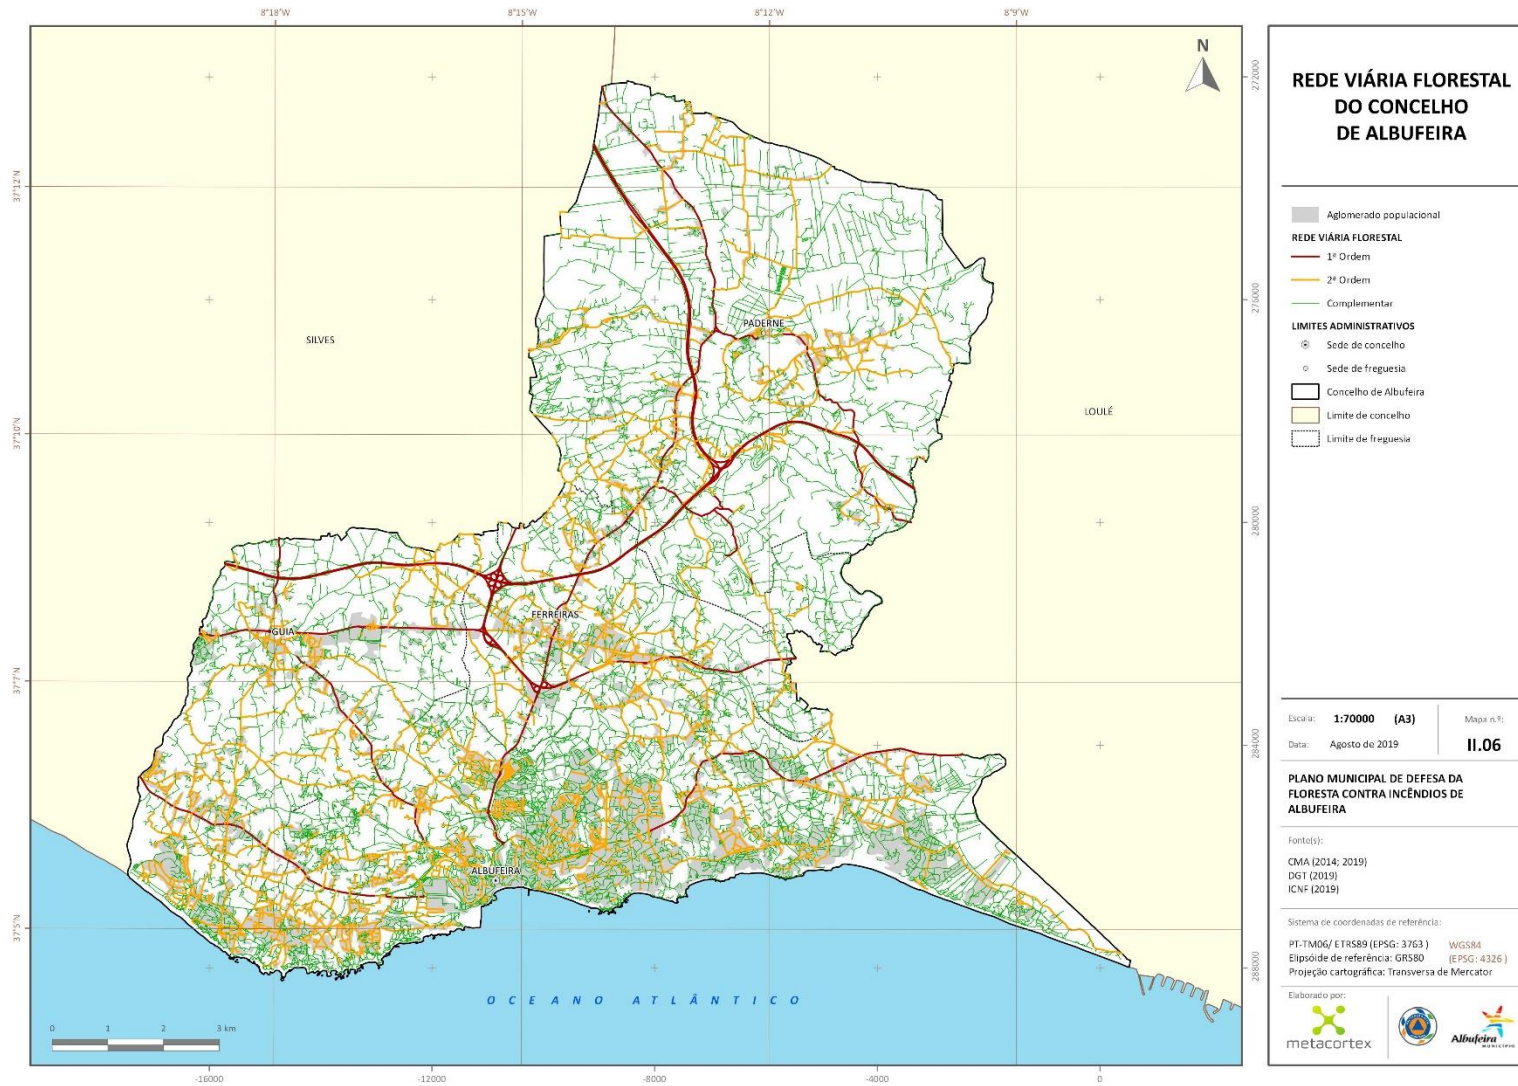 8°18'W 8°15'W 8°12'W 8°9'W
N
37°12'N
37°10'N
37°7'N
37°5'N
SILVES
PADERNE
LOULÉ
FERREIRAS
GUIA
ALBUFEIRA
OCEANO ATLÂNTICO
0 1 2 3 km
-16000 -12000 -8000 -4000 0
272000
276000
280000
284000
288000
REDE VIÁRIA FLORESTAL
DO CONCELHO
DE ALBUFEIRA
Aglomerado populacional
REDE VIÁRIA FLORESTAL
1ª Ordem
2ª Ordem
Complementar
LIMITES ADMINISTRATIVOS
Sede de concelho
Sede de freguesia
Concelho de Albufeira
Limite de concelho
Limite de freguesia
Escala: 1:70000 (A3) Mapa n.º:
Data: Agosto de 2019 II.06
PLANO MUNICIPAL DE DEFESA DA
FLORESTA CONTRA INCÊNDIOS DE
ALBUFEIRA
Fonte(s):
CMA (2014; 2019)
DGT (2019)
ICNF (2019)
Sistema de coordenadas de referência:
PT-TM06/ ETRS89 (EPSG: 3763 ) WGS84
Elipsóide de referência: GRS80 (EPSG: 4326 )
Projeção cartográfica: Transversa de Mercator
Elaborado por:
metacortex
Albufeira
MUNICÍPIO